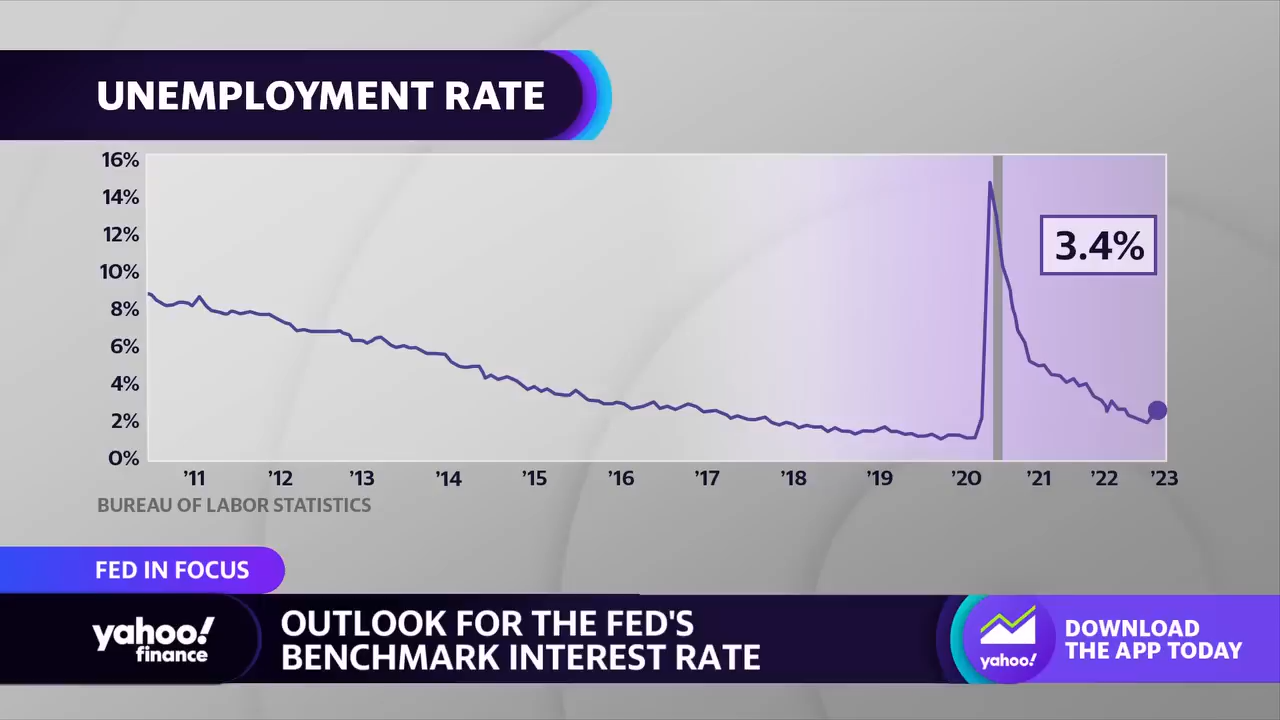 UNEMPLOYMENT RATE
16%
14%
12%
10%
8%
6%
4%
2%
0%
3.4%
’11 ’12 ’13 ’14 ’15 ’16 ’17 ’18 ’19 ’20 ’21 ’22 ’23
BUREAU OF LABOR STATISTICS
FED IN FOCUS
yahoo!
finance
OUTLOOK FOR THE FED'S
BENCHMARK INTEREST RATE
yahoo!
DOWNLOAD
THE APP TODAY